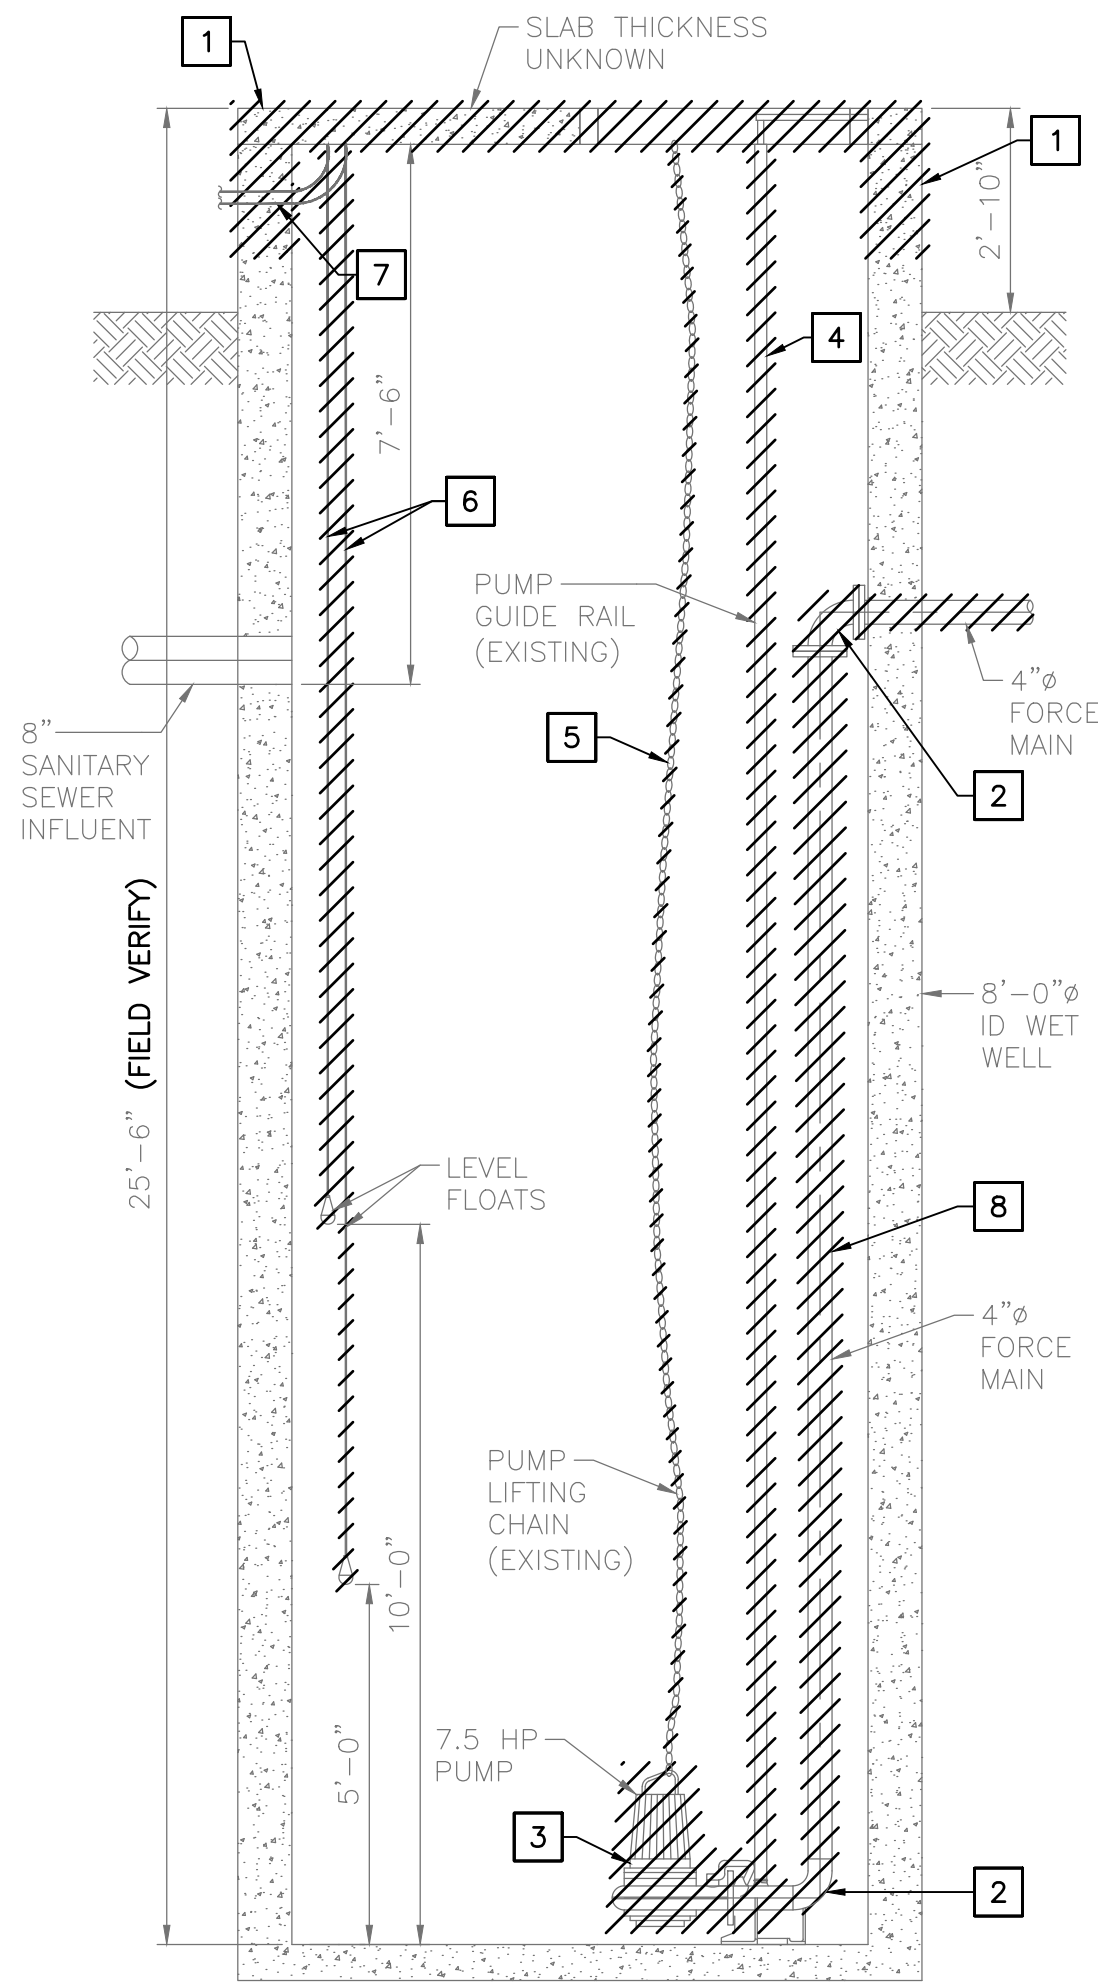 1
SLAB THICKNESS
UNKNOWN
1
2'-10"
7
4
7'-6"
6
PUMP
GUIDE RAIL
(EXISTING)
4"ø
FORCE
MAIN
8"
SANITARY
SEWER
INFLUENT
5
2
25'-6" (FIELD VERIFY)
8'-0"ø
ID WET
WELL
LEVEL
FLOATS
8
4"ø
FORCE
MAIN
PUMP
LIFTING
CHAIN
(EXISTING)
10'-0"
5'-0"
7.5 HP
PUMP
3
2